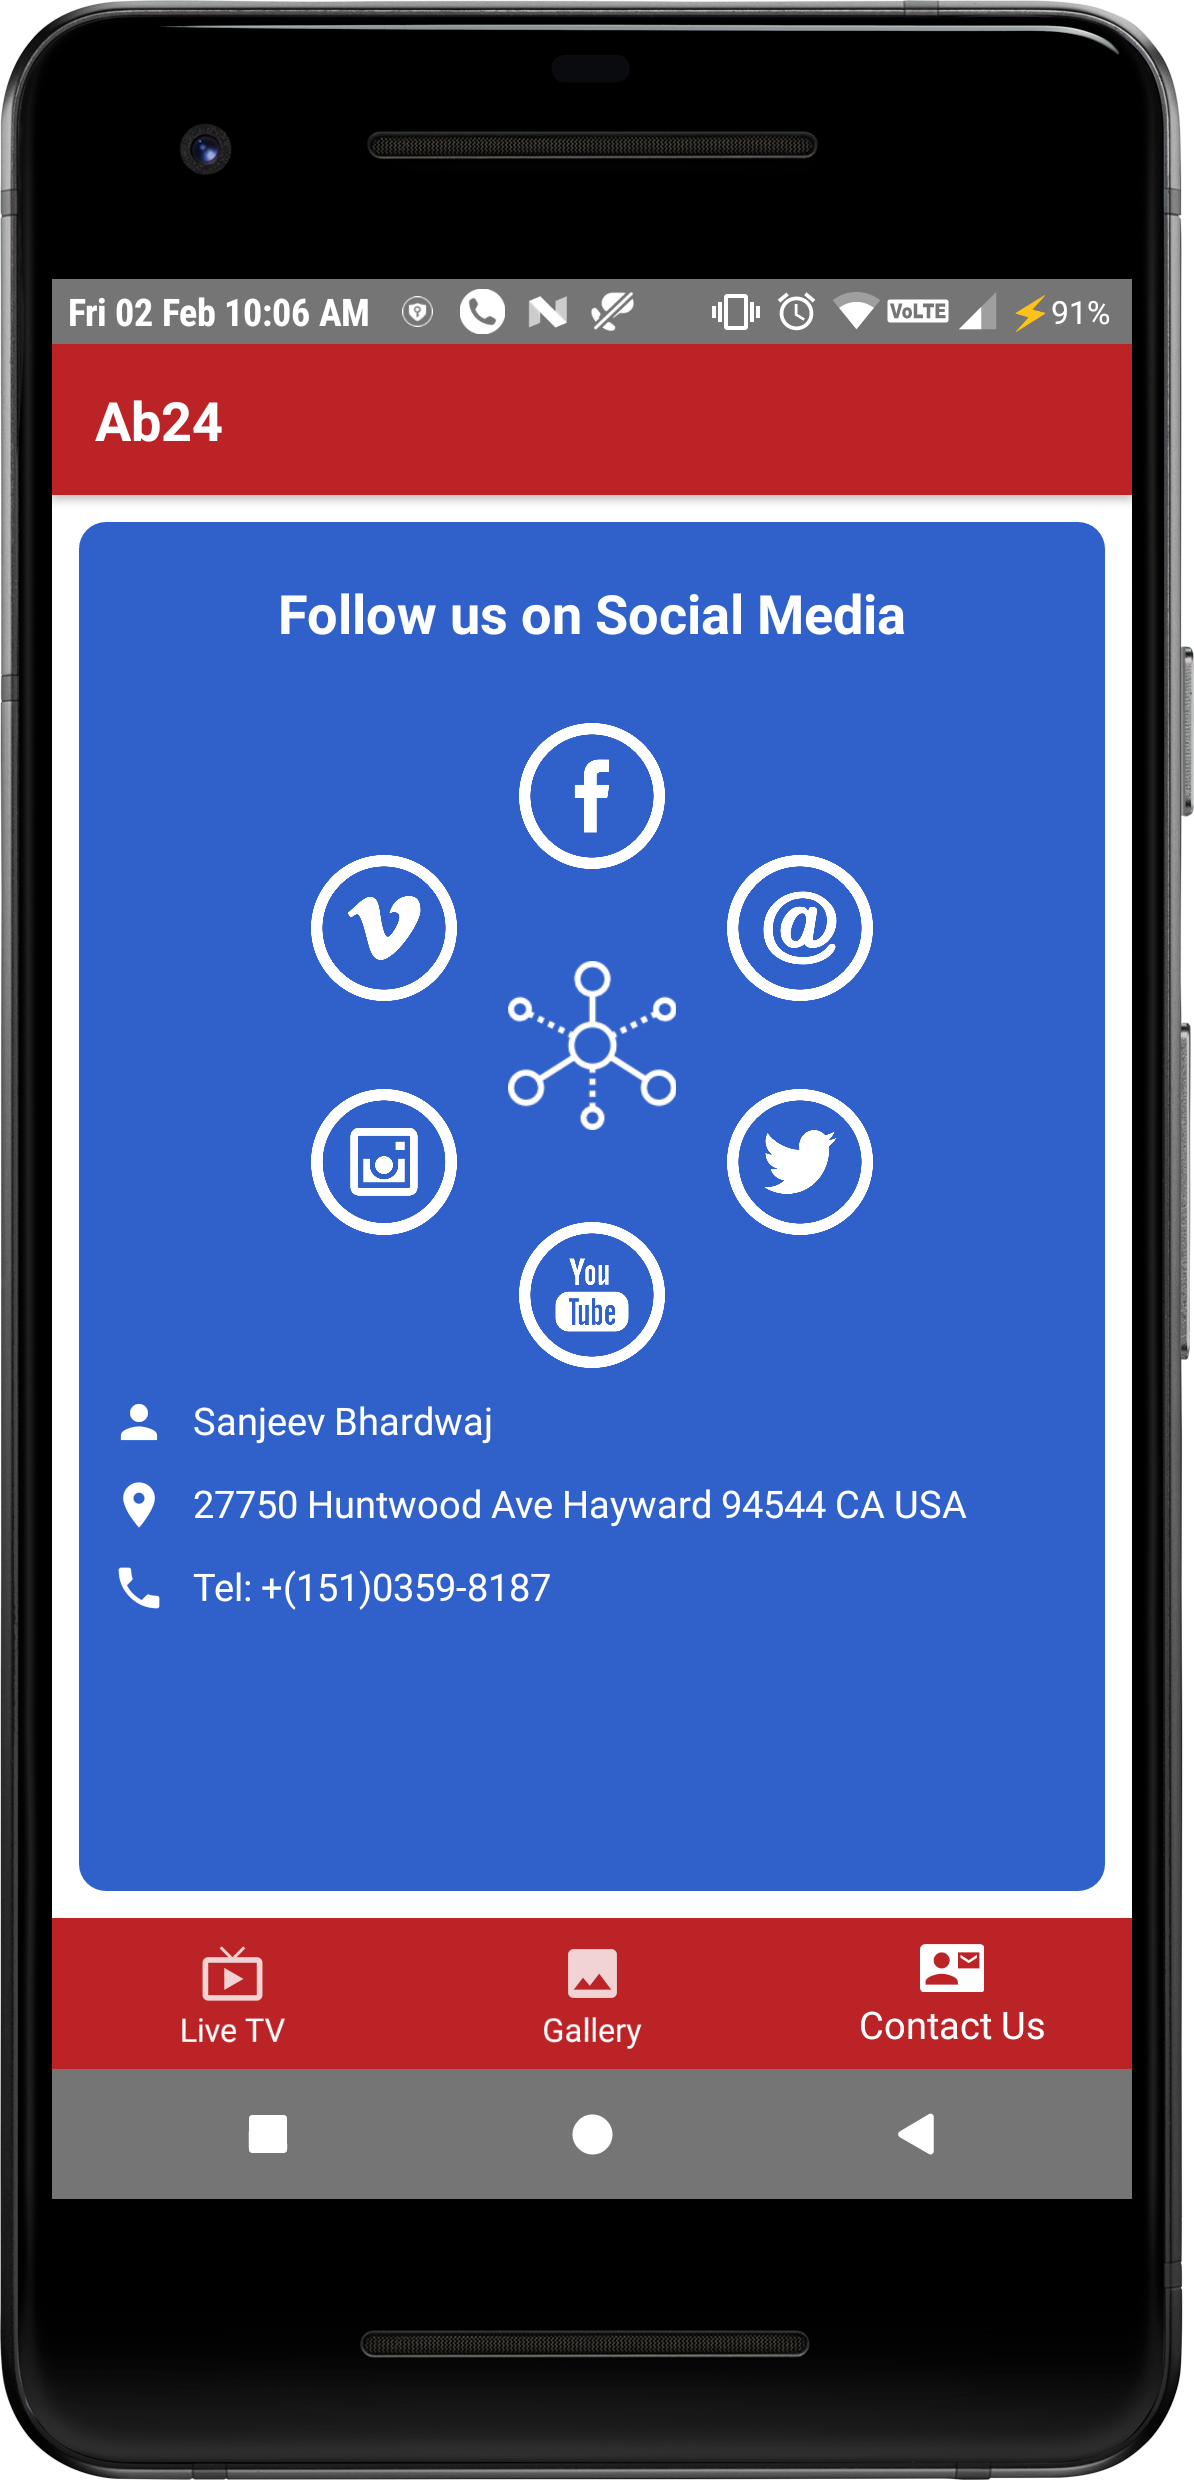 Fri 02 Feb 10:06 AM VoLTE 91%
Ab24
Follow us on Social Media
f
v
@
You
Tube
Sanjeev Bhardwaj
27750 Huntwood Ave Hayward 94544 CA USA
Tel: +(151)0359-8187
Live TV Gallery Contact Us